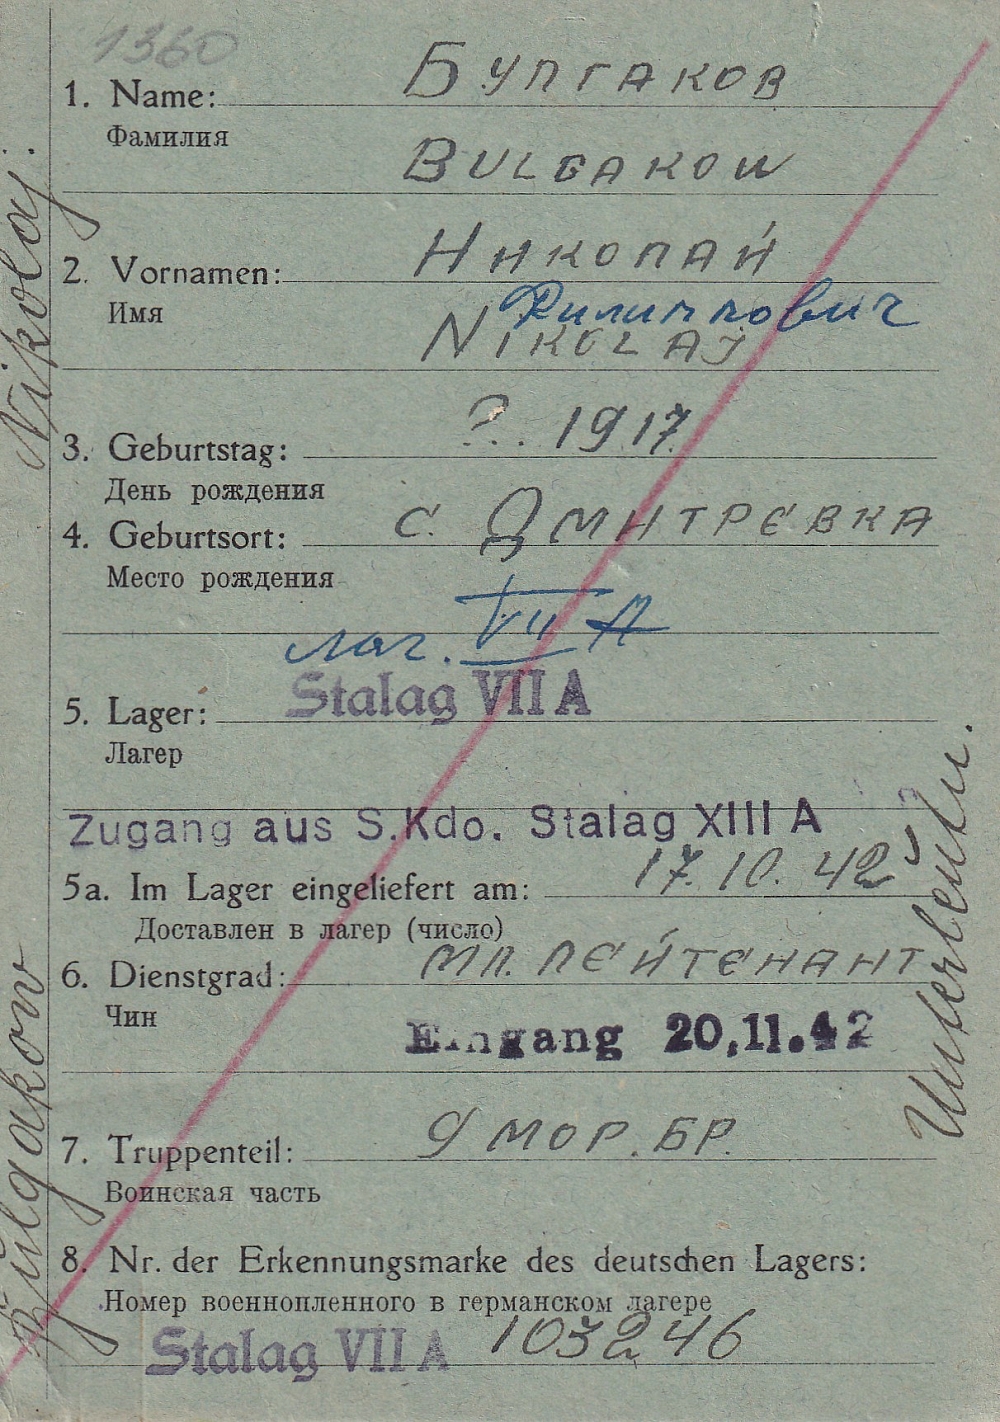 1360
1. Name: БУЛГАКОВ
Фамилия
BULGAKOW
2. Vornamen: НИКОЛАЙ
Имя
Филиппович
NIKOLAJ
3. Geburtstag: ?. 1917.
День рождения
4. Geburtsort: с. ДМИТРЕВКА
Место рождения
лаг. VII A
5. Lager: Stalag VII A
Лагер
Zugang aus S.Kdo. Stalag XIII A
5a. Im Lager eingeliefert am: 17. 10. 42
Доставлен в лагер (число)
6. Dienstgrad: МЛ. ЛЕЙТЕНАНТ
Чин
Eingang 20.11.42
7. Truppenteil: 9 МОР. БР.
Воинская часть
8. Nr. der Erkennungsmarke des deutschen Lagers:
Номер военнопленного в германском лагере
Stalag VII A 103246
Bulgakow Nikolaj.
Unterleutn.